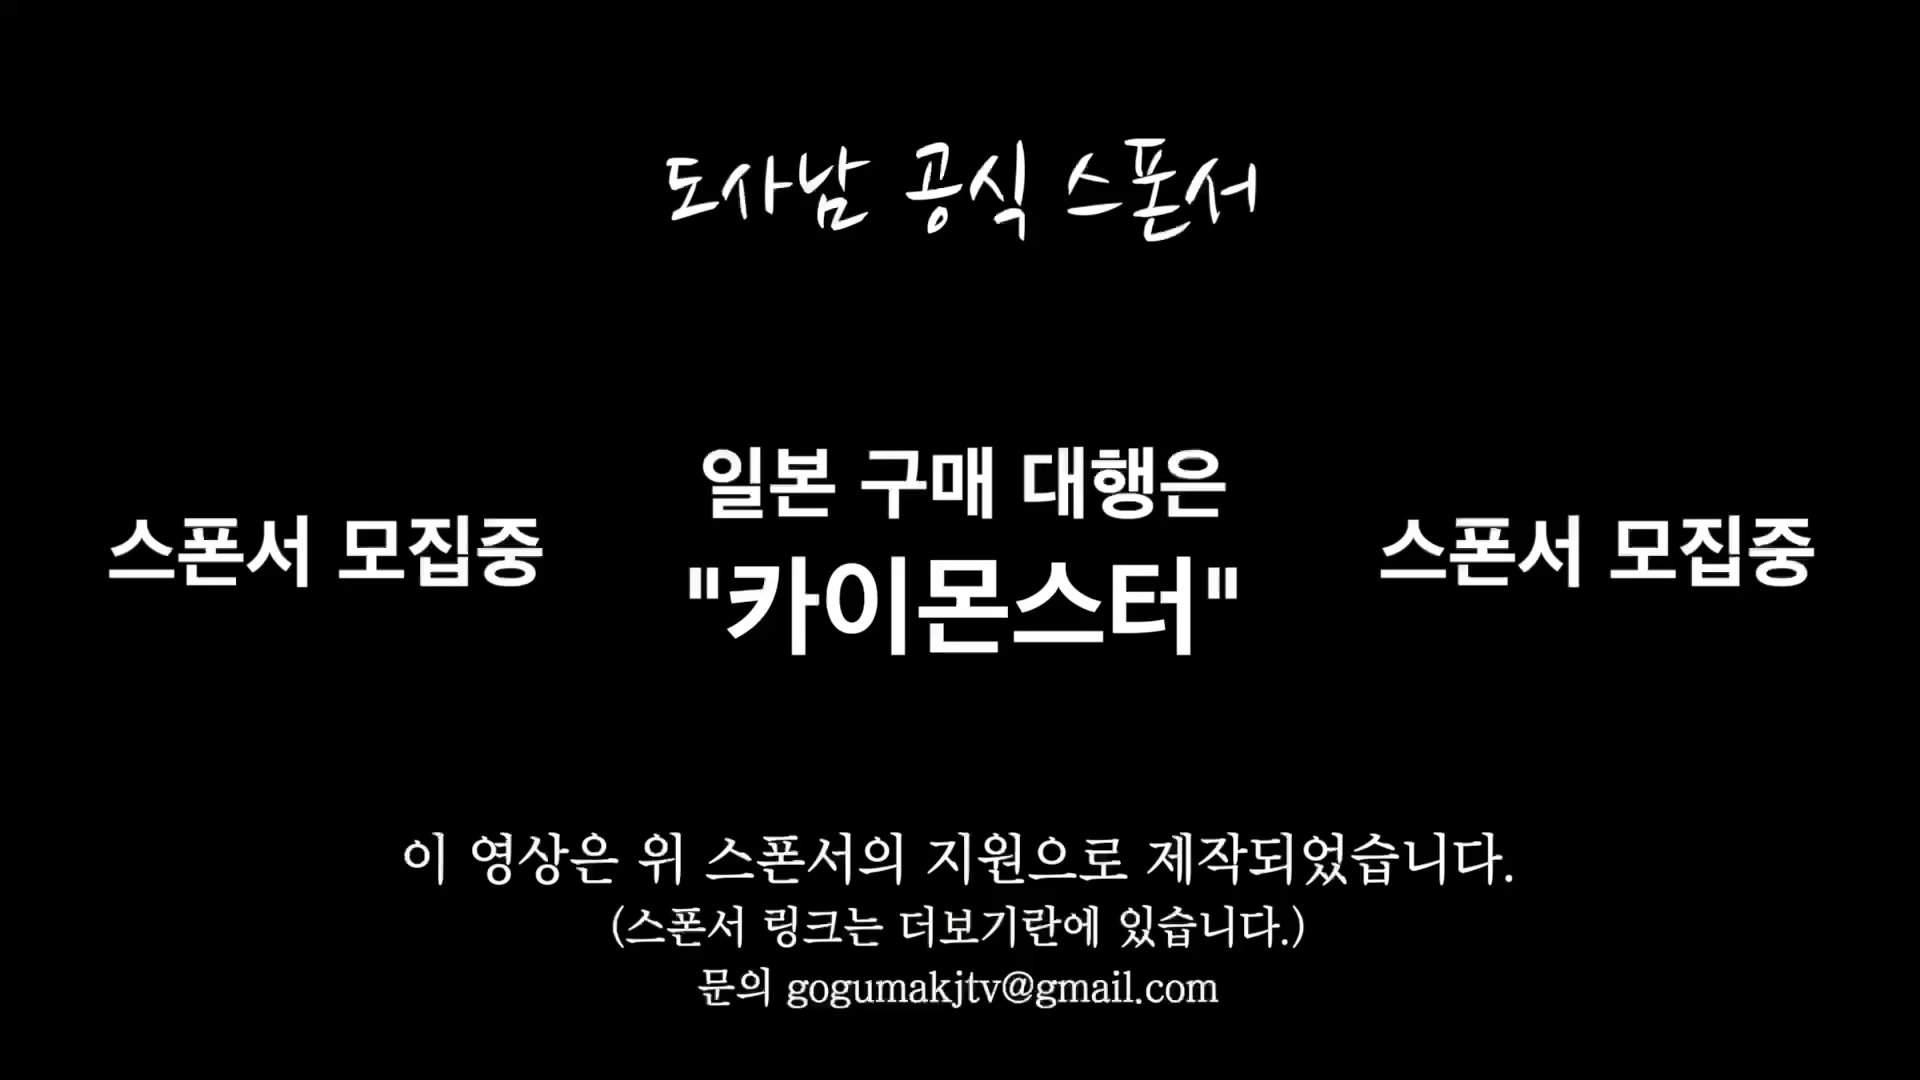 도사남 공식 스폰서
스폰서 모집중
일본 구매 대행은
"카이몬스터"
스폰서 모집중
이 영상은 위 스폰서의 지원으로 제작되었습니다.
(스폰서 링크는 더보기란에 있습니다.)
문의 gogumakjtv@gmail.com